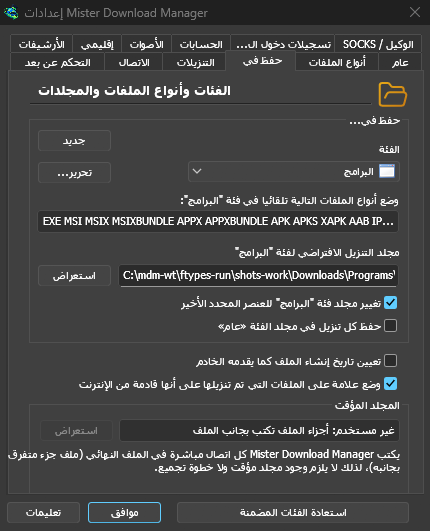 إعدادات Mister Download Manager
الوكيل / SOCKS
تسجيلات دخول ال...
الحسابات
الأصوات
إقليمي
الأرشيفات
عام
أنواع الملفات
حفظ في
التنزيلات
الاتصال
التحكم عن بعد
الفئات وأنواع الملفات والمجلدات
حفظ في...
الفئة
جديد
البرامج
تحرير...
وضع أنواع الملفات التالية تلقائيا في فئة "البرامج":
EXE MSI MSIX MSIXBUNDLE APPX APPXBUNDLE APK APKS XAPK AAB IP...
مجلد التنزيل الافتراضي لفئة "البرامج"
C:\mdm-wt\ftypes-run\shots-work\Downloads\Programs\
استعراض
تغيير مجلد فئة "البرامج" للعنصر المحدد الأخير
حفظ كل تنزيل في مجلد الفئة «عام»
تعيين تاريخ إنشاء الملف كما يقدمه الخادم
وضع علامة على الملفات التي تم تنزيلها على أنها قادمة من الإنترنت
المجلد المؤقت
غير مستخدم: أجزاء الملف تكتب بجانب الملف
استعراض
يكتب Mister Download Manager كل اتصال مباشرة في الملف النهائي (ملف جزء متفرق
بجانبه)، لذلك لا يلزم وجود مجلد مؤقت ولا خطوة تجميع.
استعادة الفئات المضمنة
موافق
تعليمات